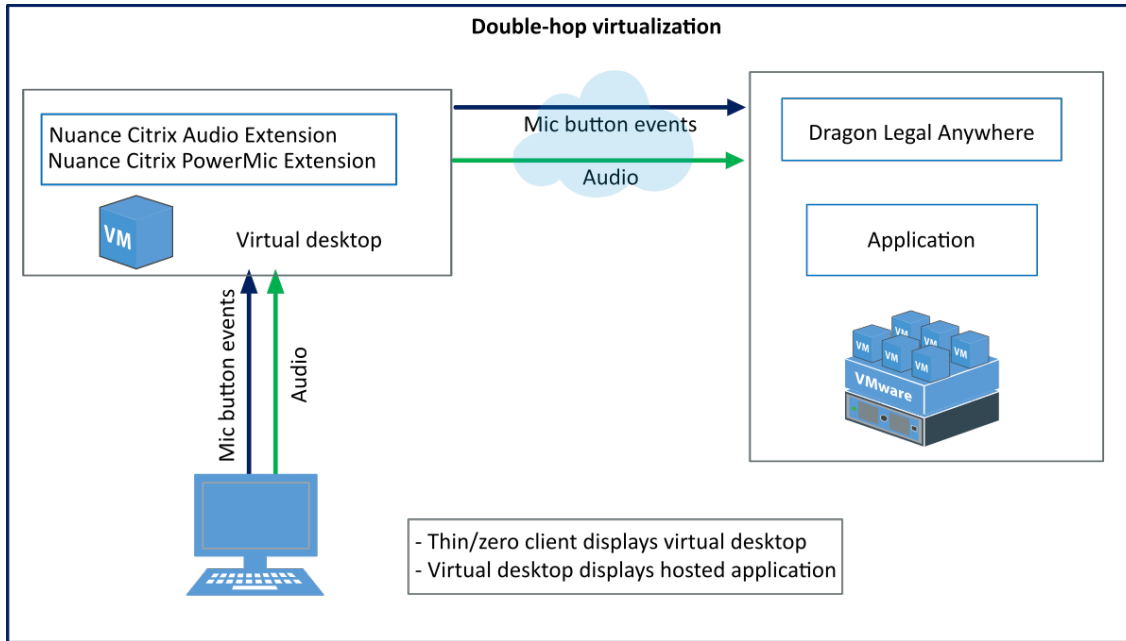 Double-hop virtualization
Nuance Citrix Audio Extension
Nuance Citrix PowerMic Extension
VM
Virtual desktop
Mic button events
Audio
Dragon Legal Anywhere
Application
VM
VM
VM
VM
VM
VM
VMware
Mic button events
Audio
- Thin/zero client displays virtual desktop
- Virtual desktop displays hosted application